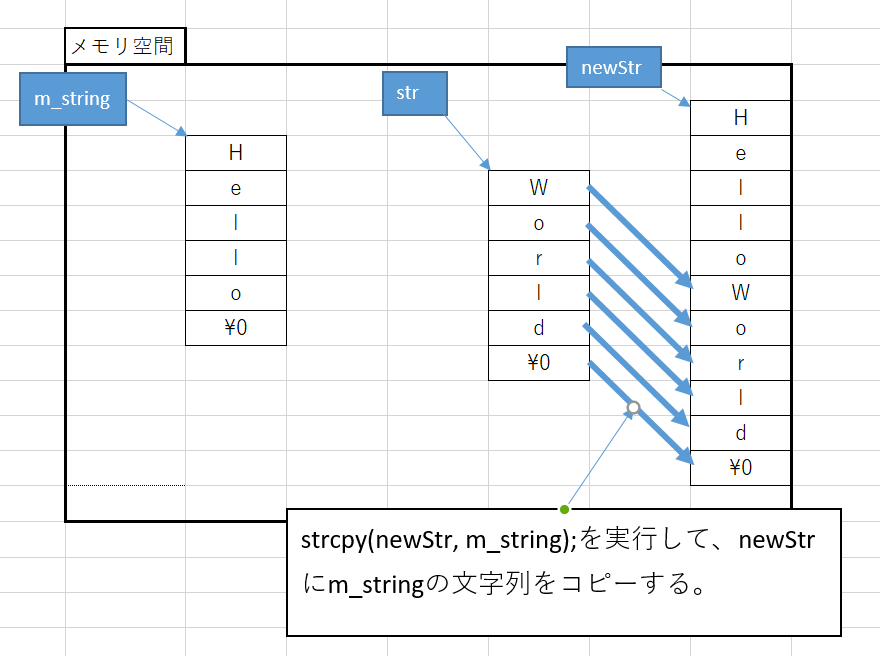 メモリ空間
m_string
str
newStr
H
e
l
l
o
¥0
W
o
r
l
d
¥0
H
e
l
l
o
W
o
r
l
d
¥0
strcpy(newStr, m_string);を実行して、newStr
にm_stringの文字列をコピーする。